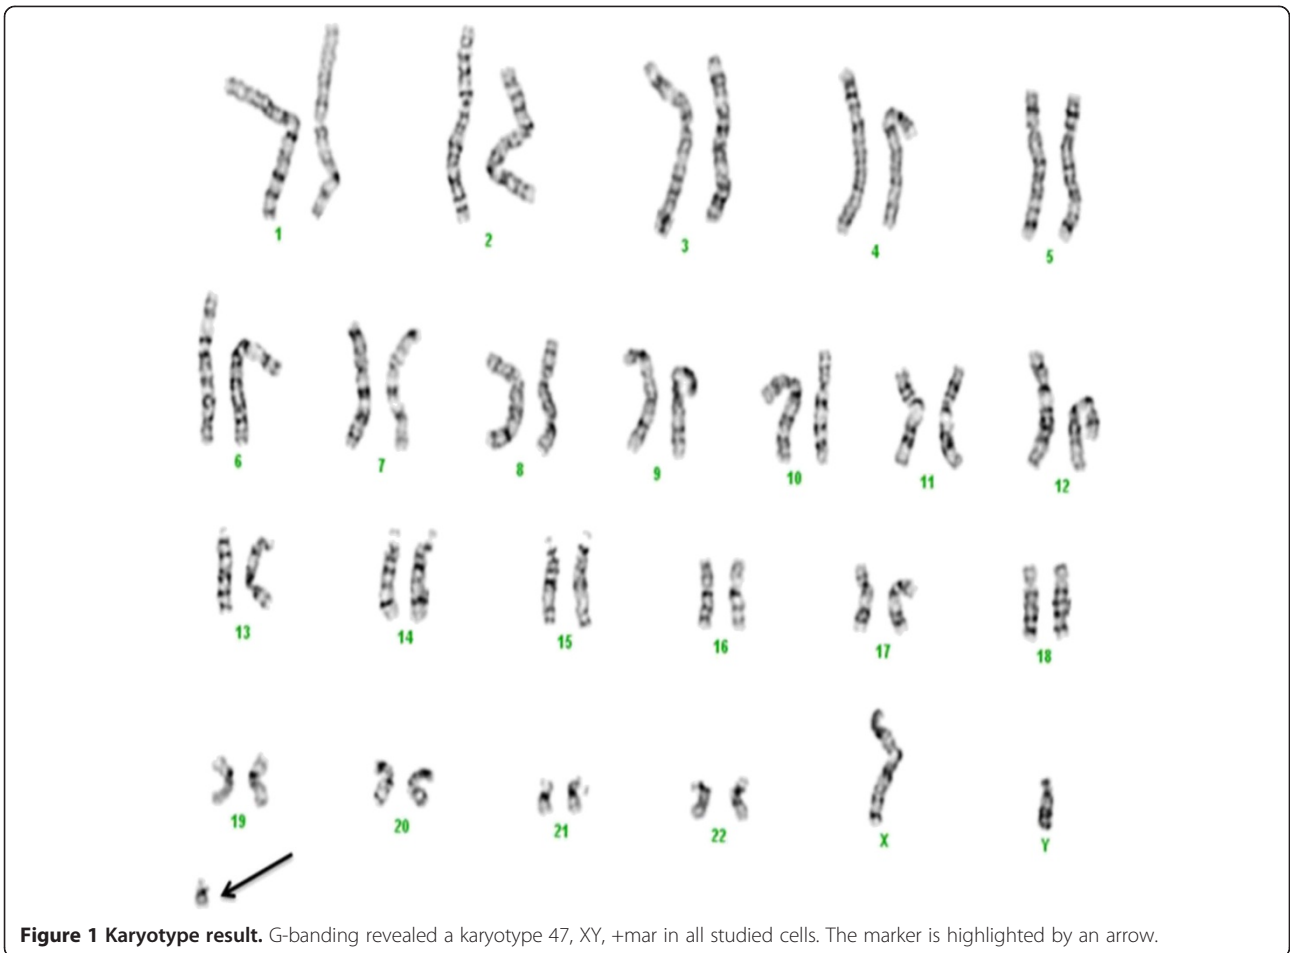 1 2 3 4 5
6 7 8 9 10 11 12
13 14 15 16 17 18
19 20 21 22 X Y
Figure 1 Karyotype result. G-banding revealed a karyotype 47, XY, +mar in all studied cells. The marker is highlighted by an arrow.